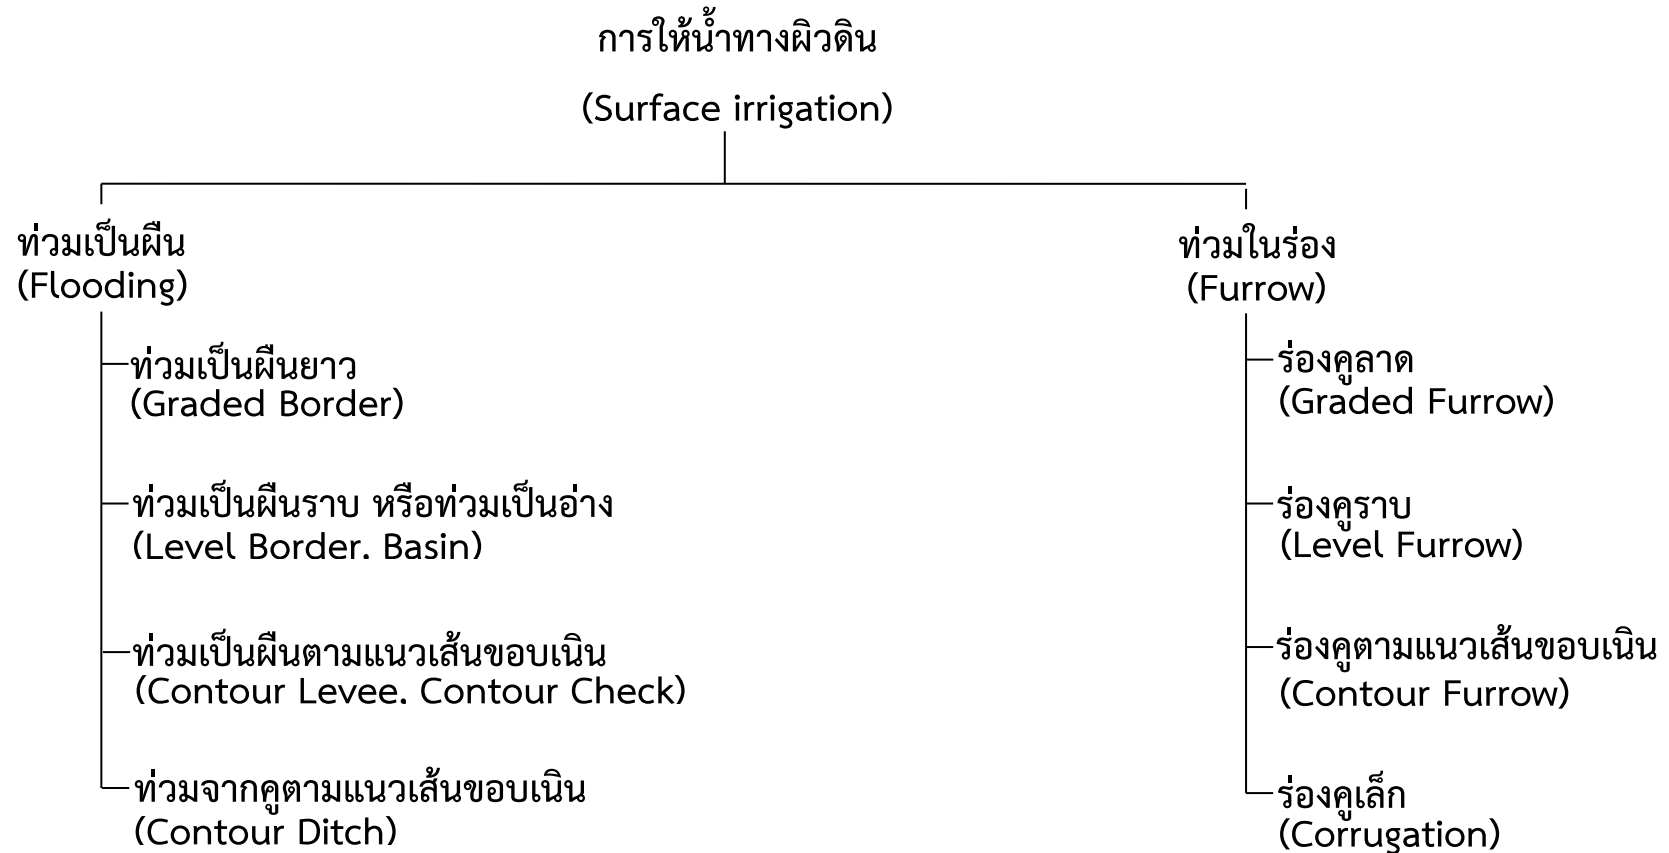 การให้น้ำทางผิวดิน
(Surface irrigation)
ท่วมเป็นผืน
(Flooding)
ท่วมเป็นผืนยาว
(Graded Border)
ท่วมเป็นผืนราบ หรือท่วมเป็นอ่าง
(Level Border. Basin)
ท่วมเป็นผืนตามแนวเส้นขอบเนิน
(Contour Levee. Contour Check)
ท่วมจากคูตามแนวเส้นขอบเนิน
(Contour Ditch)
ท่วมในร่อง
(Furrow)
ร่องคูลาด
(Graded Furrow)
ร่องคูราบ
(Level Furrow)
ร่องคูตามแนวเส้นขอบเนิน
(Contour Furrow)
ร่องคูเล็ก
(Corrugation)